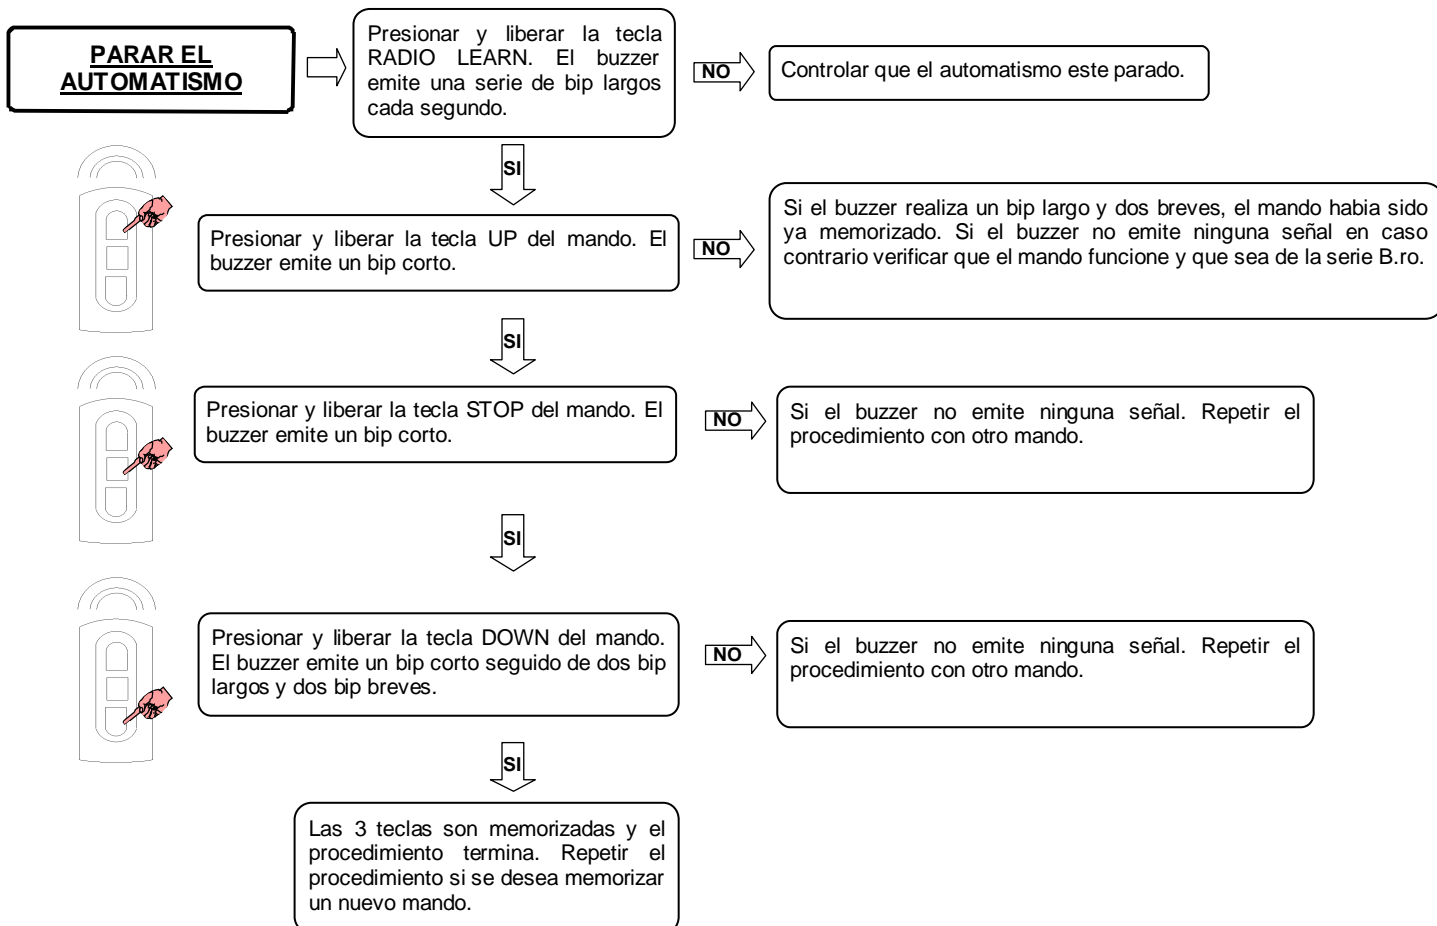 PARAR EL
AUTOMATISMO
Presionar y liberar la tecla
RADIO LEARN. El buzzer
emite una serie de bip largos
cada segundo.
NO
Controlar que el automatismo este parado.
SI
Presionar y liberar la tecla UP del mando. El
buzzer emite un bip corto.
NO
Si el buzzer realiza un bip largo y dos breves, el mando habia sido
ya memorizado. Si el buzzer no emite ninguna señal en caso
contrario verificar que el mando funcione y que sea de la serie B.ro.
SI
Presionar y liberar la tecla STOP del mando. El
buzzer emite un bip corto.
NO
Si el buzzer no emite ninguna señal. Repetir el
procedimiento con otro mando.
SI
Presionar y liberar la tecla DOWN del mando.
El buzzer emite un bip corto seguido de dos bip
largos y dos bip breves.
NO
Si el buzzer no emite ninguna señal. Repetir el
procedimiento con otro mando.
SI
Las 3 teclas son memorizadas y el
procedimiento termina. Repetir el
procedimiento si se desea memorizar
un nuevo mando.